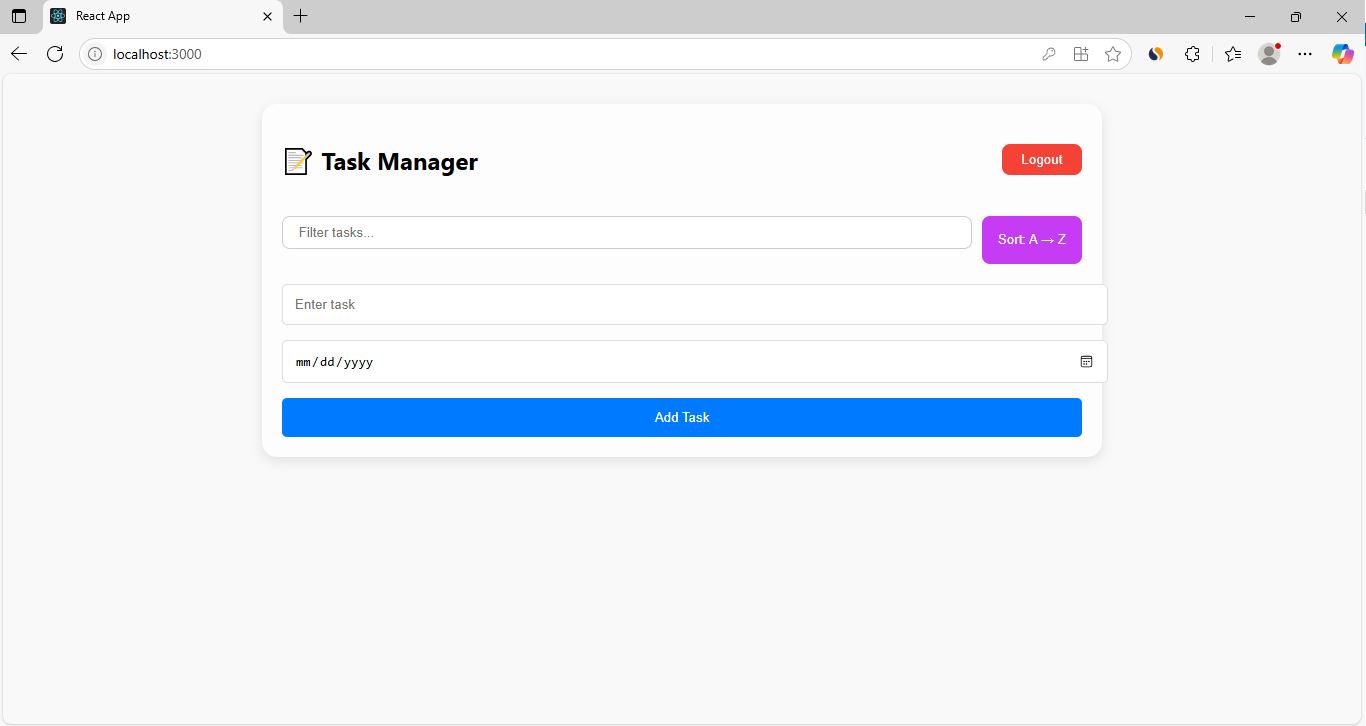 React App
localhost:3000
Task Manager
Logout
Filter tasks...
Sort: A → Z
Enter task
mm/dd/yyyy
Add Task